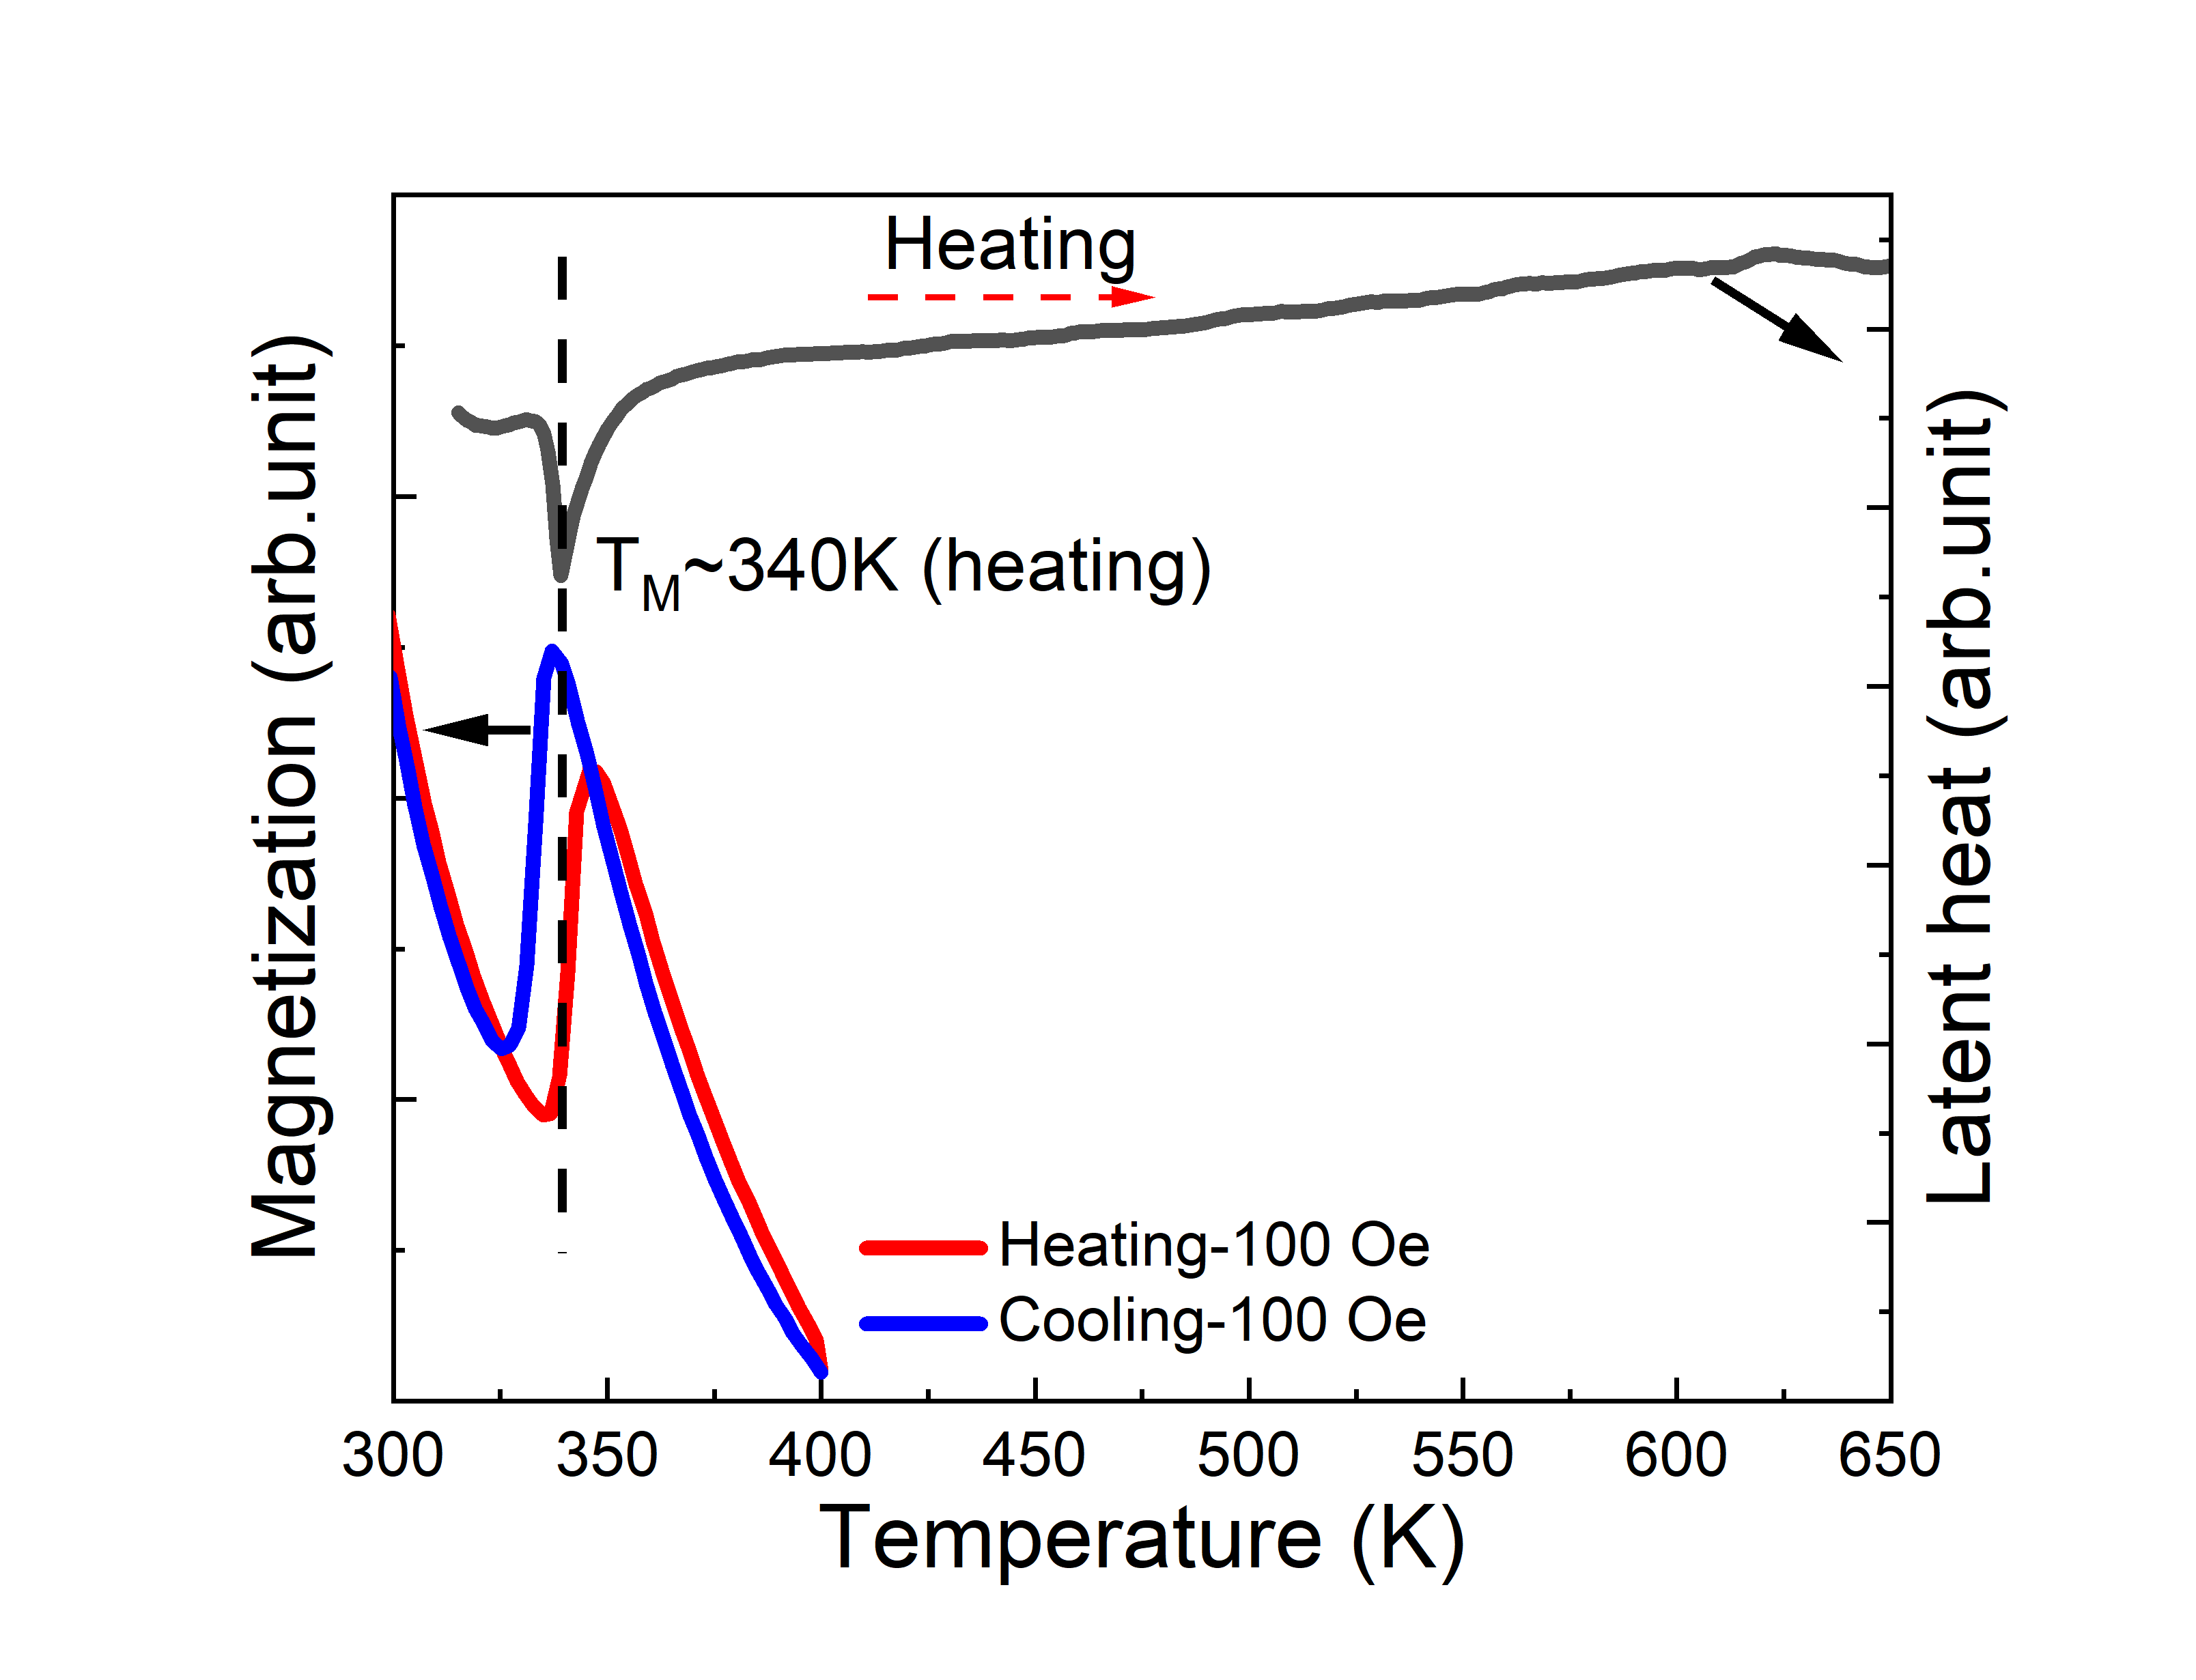 Heating
T_M~340K (heating)
Magnetization (arb.unit)
Latent heat (arb.unit)
Heating-100 Oe
Cooling-100 Oe
300 350 400 450 500 550 600 650
Temperature (K)